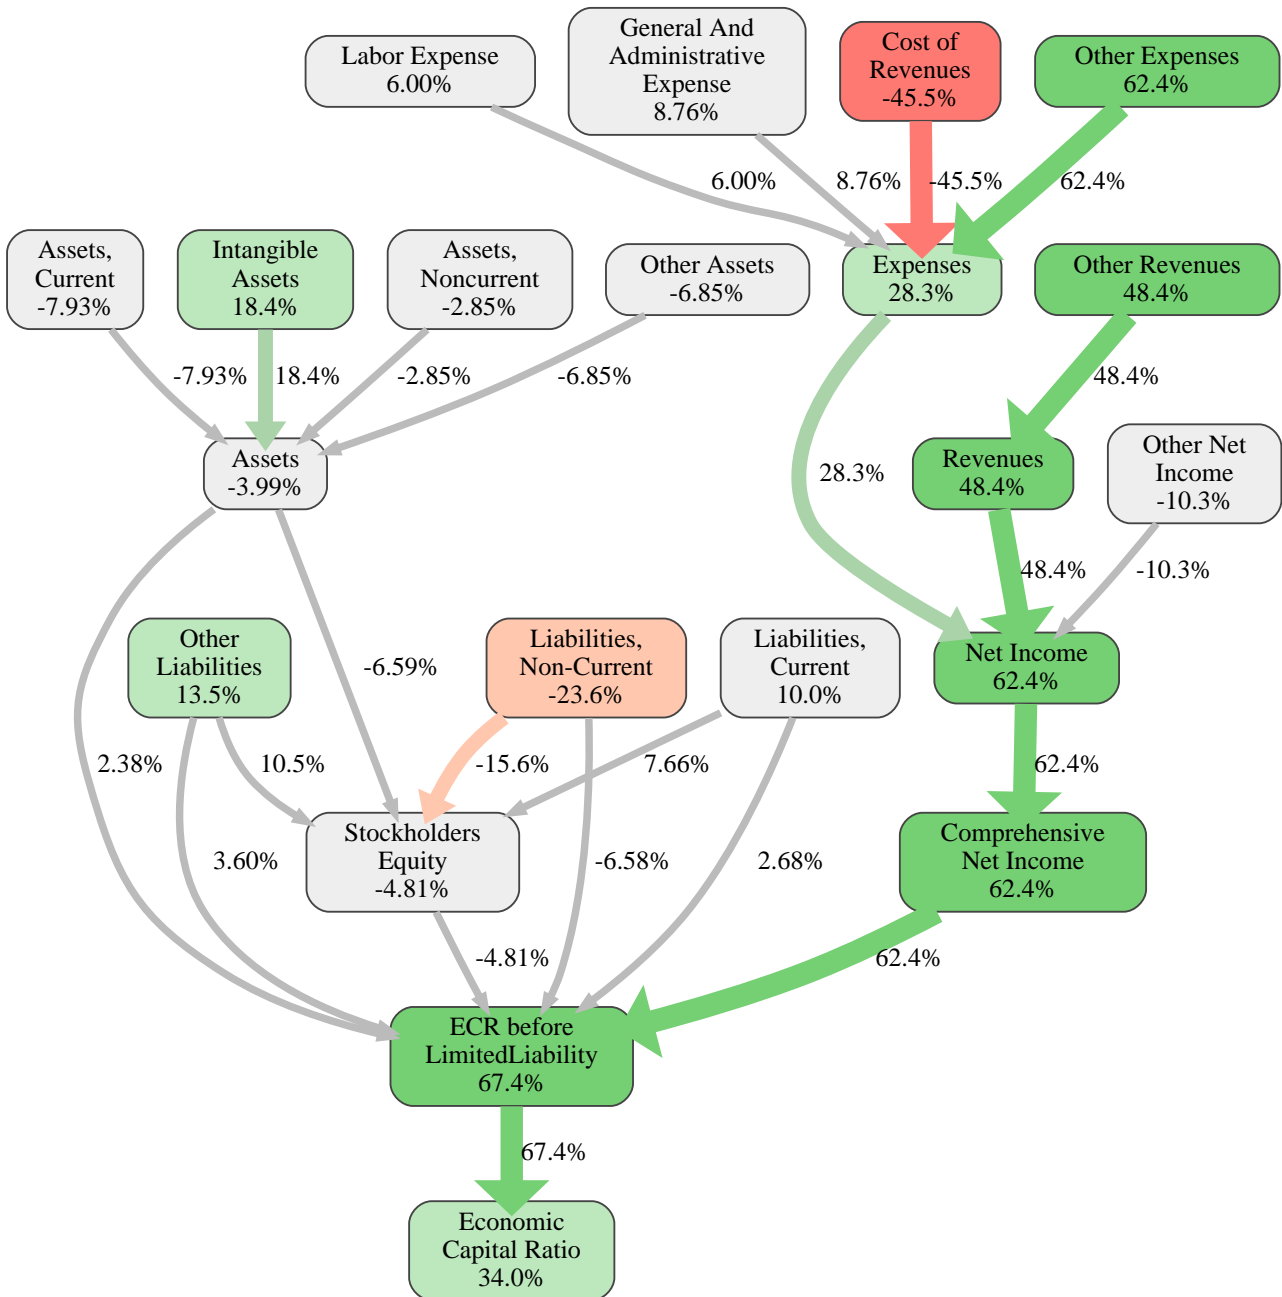 Labor Expense
6.00%
General And
Administrative
Expense
8.76%
Cost of
Revenues
-45.5%
Other Expenses
62.4%
6.00%
8.76%
-45.5%
62.4%
Assets,
Current
-7.93%
Intangible
Assets
18.4%
Assets,
Noncurrent
-2.85%
Other Assets
-6.85%
Expenses
28.3%
Other Revenues
48.4%
-7.93%
18.4%
-2.85%
-6.85%
48.4%
Assets
-3.99%
28.3%
Revenues
48.4%
Other Net
Income
-10.3%
48.4%
-10.3%
Other
Liabilities
13.5%
-6.59%
Liabilities,
Non-Current
-23.6%
Liabilities,
Current
10.0%
Net Income
62.4%
2.38%
10.5%
-15.6%
7.66%
62.4%
3.60%
Stockholders
Equity
-4.81%
-6.58%
2.68%
Comprehensive
Net Income
62.4%
-4.81%
62.4%
ECR before
LimitedLiability
67.4%
67.4%
Economic
Capital Ratio
34.0%